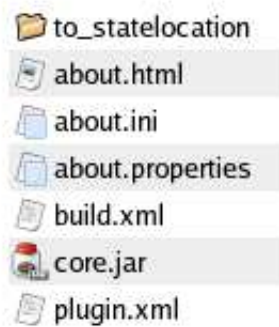 to_statelocation
about.html
about.ini
about.properties
build.xml
core.jar
plugin.xml